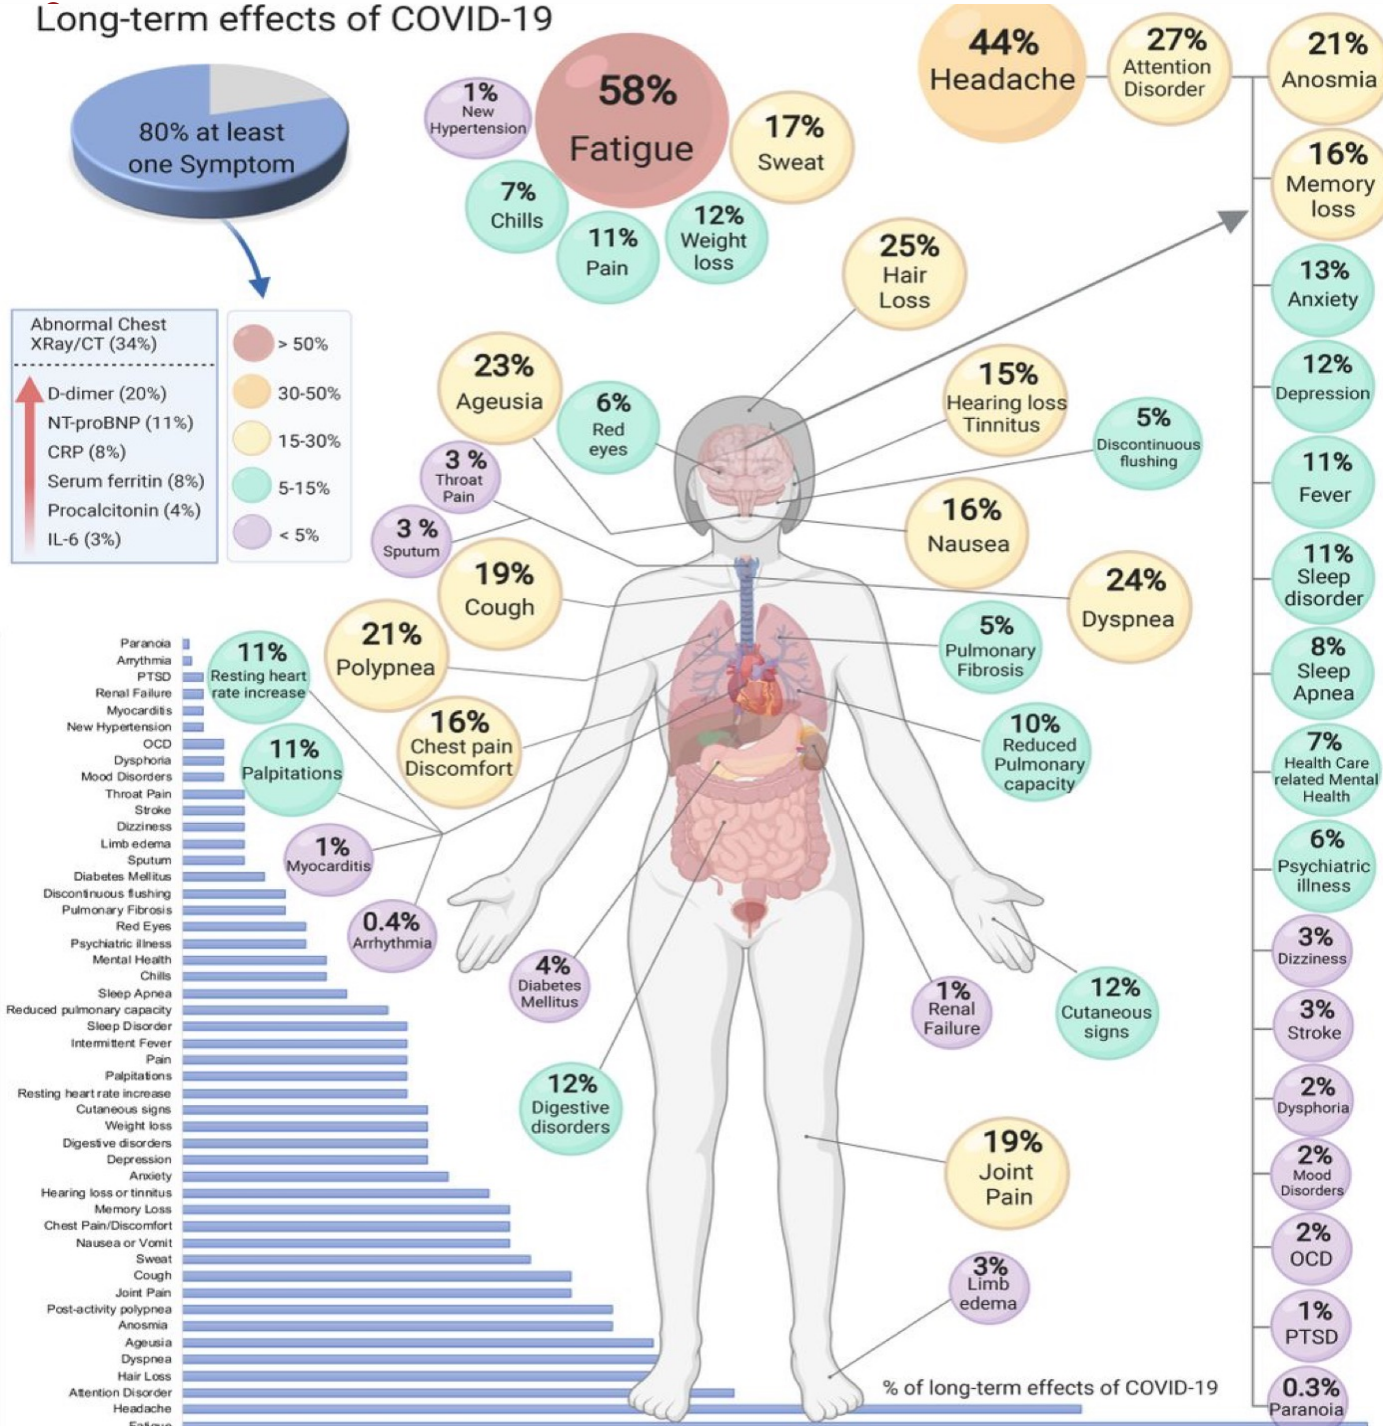 Long-term effects of COVID-19
80% at least
one Symptom
Abnormal Chest
XRay/CT (34%)
D-dimer (20%)
NT-proBNP (11%)
CRP (8%)
Serum ferritin (8%)
Procalcitonin (4%)
IL-6 (3%)
> 50%
30-50%
15-30%
5-15%
< 5%
1%
New
Hypertension
58%
Fatigue
17%
Sweat
7%
Chills
11%
Pain
12%
Weight
loss
44%
Headache
27%
Attention
Disorder
21%
Anosmia
16%
Memory
loss
13%
Anxiety
12%
Depression
11%
Fever
11%
Sleep
disorder
8%
Sleep
Apnea
7%
Health Care
related Mental
Health
6%
Psychiatric
illness
3%
Dizziness
3%
Stroke
2%
Dysphoria
2%
Mood
Disorders
2%
OCD
1%
PTSD
0.3%
Paranoia
25%
Hair
Loss
23%
Ageusia
6%
Red
eyes
15%
Hearing loss
Tinnitus
5%
Discontinuous
flushing
3 %
Throat
Pain
3 %
Sputum
16%
Nausea
19%
Cough
24%
Dyspnea
21%
Polypnea
5%
Pulmonary
Fibrosis
11%
Resting heart
rate increase
16%
Chest pain
Discomfort
10%
Reduced
Pulmonary
capacity
11%
Palpitations
1%
Myocarditis
0.4%
Arrhythmia
4%
Diabetes
Mellitus
1%
Renal
Failure
12%
Cutaneous
signs
12%
Digestive
disorders
19%
Joint
Pain
3%
Limb
edema
Paranoia
Arrythmia
PTSD
Renal Failure
Myocarditis
New Hypertension
OCD
Dysphoria
Mood Disorders
Throat Pain
Stroke
Dizziness
Limb edema
Sputum
Diabetes Mellitus
Discontinuous flushing
Pulmonary Fibrosis
Red Eyes
Psychiatric illness
Mental Health
Chills
Sleep Apnea
Reduced pulmonary capacity
Sleep Disorder
Intermittent Fever
Pain
Palpitations
Resting heart rate increase
Cutaneous signs
Weight loss
Digestive disorders
Depression
Anxiety
Hearing loss or tinnitus
Memory Loss
Chest Pain/Discomfort
Nausea or Vomit
Sweat
Cough
Joint Pain
Post-activity polypnea
Anosmia
Ageusia
Dyspnea
Hair Loss
Attention Disorder
Headache
Fatigue
% of long-term effects of COVID-19